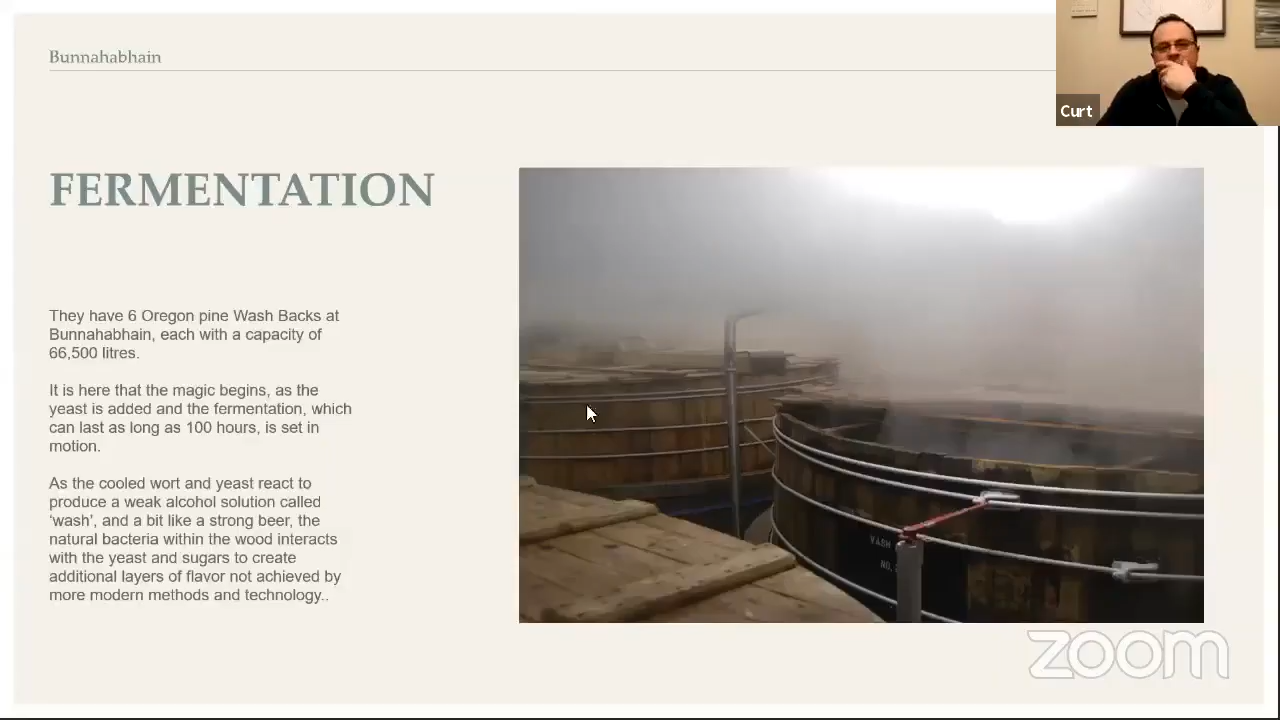 Bunnahabhain
Curt
FERMENTATION
They have 6 Oregon pine Wash Backs at
Bunnahabhain, each with a capacity of
66,500 litres.
It is here that the magic begins, as the
yeast is added and the fermentation, which
can last as long as 100 hours, is set in
motion.
As the cooled wort and yeast react to
produce a weak alcohol solution called
‘wash’, and a bit like a strong beer, the
natural bacteria within the wood interacts
with the yeast and sugars to create
additional layers of flavor not achieved by
more modern methods and technology..
WASH
NO.
zoom